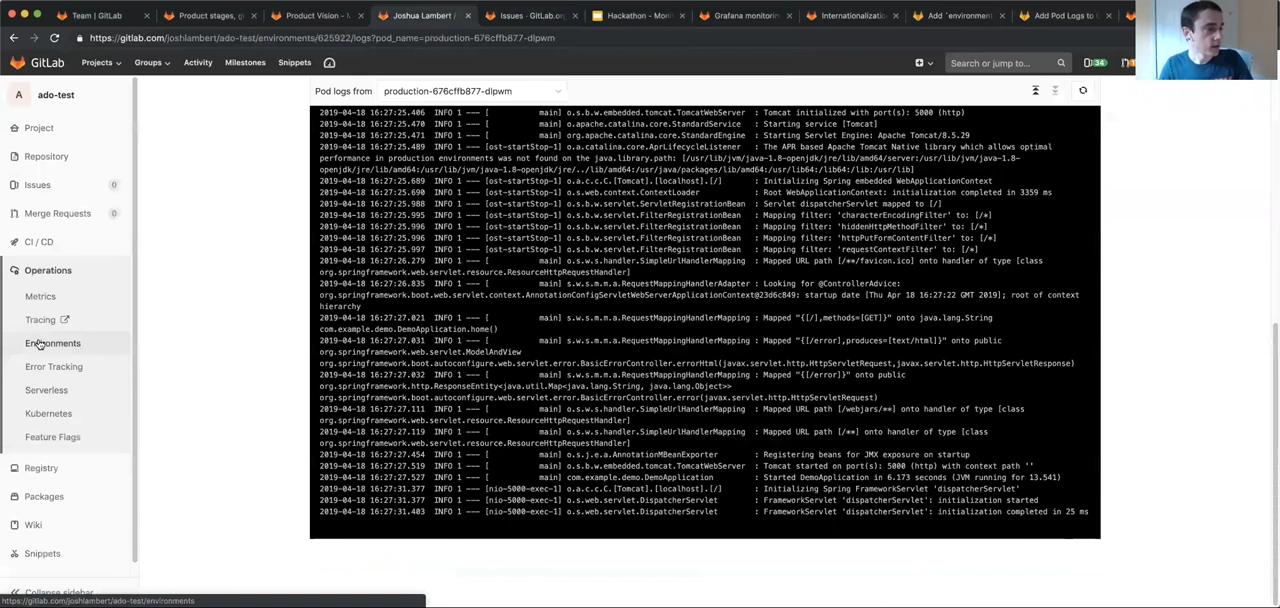 Team | GitLab
Product stages, g
Product Vision - M
Joshua Lambert /
Issues · GitLab.org
Hackathon - Moni
Grafana monitorin
Internationalizatio
Add `environmen
Add Pod Logs to C
https://gitlab.com/joshlambert/ado-test/environments/625922/logs?pod_name=production-676cffb877-dlpwm
GitLab
Projects
Groups
Activity
Milestones
Snippets
Search or jump to...
34
A
ado-test
Project
Repository
Issues
0
Merge Requests
0
CI / CD
Operations
Metrics
Tracing
Environments
Error Tracking
Serverless
Kubernetes
Feature Flags
Registry
Packages
Wiki
Snippets
Collapse sidebar
https://gitlab.com/joshlambert/ado-test/environments
Pod logs from
production-676cffb877-dlpwm
2019-04-18 16:27:25.406 INFO 1 --- [ main] o.s.b.w.embedded.tomcat.TomcatWebServer : Tomcat initialized with port(s): 5000 (http)
2019-04-18 16:27:25.470 INFO 1 --- [ main] o.apache.catalina.core.StandardService : Starting service [Tomcat]
2019-04-18 16:27:25.471 INFO 1 --- [ main] org.apache.catalina.core.StandardEngine : Starting Servlet Engine: Apache Tomcat/8.5.29
2019-04-18 16:27:25.489 INFO 1 --- [ost-startStop-1] o.a.catalina.core.AprLifecycleListener : The APR based Apache Tomcat Native library which allows optimal
performance in production environments was not found on the java.library.path: [/usr/lib/jvm/java-1.8-openjdk/jre/lib/amd64/server:/usr/lib/jvm/java-1.8-
openjdk/jre/lib/amd64:/usr/lib/jvm/java-1.8-openjdk/jre/../lib/amd64:/usr/java/packages/lib/amd64:/usr/lib64:/lib64:/lib:/usr/lib]
2019-04-18 16:27:25.689 INFO 1 --- [ost-startStop-1] o.a.c.c.C.[Tomcat].[localhost].[/] : Initializing Spring embedded WebApplicationContext
2019-04-18 16:27:25.690 INFO 1 --- [ost-startStop-1] o.s.web.context.ContextLoader : Root WebApplicationContext: initialization completed in 3359 ms
2019-04-18 16:27:25.988 INFO 1 --- [ost-startStop-1] o.s.b.w.servlet.ServletRegistrationBean : Servlet dispatcherServlet mapped to [/]
2019-04-18 16:27:25.995 INFO 1 --- [ost-startStop-1] o.s.b.w.servlet.FilterRegistrationBean : Mapping filter: 'characterEncodingFilter' to: [/*]
2019-04-18 16:27:25.996 INFO 1 --- [ost-startStop-1] o.s.b.w.servlet.FilterRegistrationBean : Mapping filter: 'hiddenHttpMethodFilter' to: [/*]
2019-04-18 16:27:25.996 INFO 1 --- [ost-startStop-1] o.s.b.w.servlet.FilterRegistrationBean : Mapping filter: 'httpPutFormContentFilter' to: [/*]
2019-04-18 16:27:25.997 INFO 1 --- [ost-startStop-1] o.s.b.w.servlet.FilterRegistrationBean : Mapping filter: 'requestContextFilter' to: [/*]
2019-04-18 16:27:26.279 INFO 1 --- [ main] o.s.w.s.handler.SimpleUrlHandlerMapping : Mapped URL path [/**/favicon.ico] onto handler of type [class
org.springframework.web.servlet.resource.ResourceHttpRequestHandler]
2019-04-18 16:27:26.835 INFO 1 --- [ main] s.w.s.m.m.a.RequestMappingHandlerAdapter : Looking for @ControllerAdvice:
org.springframework.boot.web.servlet.context.AnnotationConfigServletWebServerApplicationContext@23d6c849: startup date [Thu Apr 18 16:27:22 GMT 2019]; root of context
hierarchy
2019-04-18 16:27:27.021 INFO 1 --- [ main] s.w.s.m.m.a.RequestMappingHandlerMapping : Mapped "{[/],methods=[GET]}" onto java.lang.String
com.example.demo.DemoApplication.home()
2019-04-18 16:27:27.031 INFO 1 --- [ main] s.w.s.m.m.a.RequestMappingHandlerMapping : Mapped "{[/error],produces=[text/html]}" onto public
org.springframework.web.servlet.ModelAndView
org.springframework.boot.autoconfigure.web.servlet.error.BasicErrorController.errorHtml(javax.servlet.http.HttpServletRequest,javax.servlet.http.HttpServletResponse)
2019-04-18 16:27:27.032 INFO 1 --- [ main] s.w.s.m.m.a.RequestMappingHandlerMapping : Mapped "{[/error]}" onto public
org.springframework.http.ResponseEntity<java.util.Map<java.lang.String, java.lang.Object>>
org.springframework.boot.autoconfigure.web.servlet.error.BasicErrorController.error(javax.servlet.http.HttpServletRequest)
2019-04-18 16:27:27.111 INFO 1 --- [ main] o.s.w.s.handler.SimpleUrlHandlerMapping : Mapped URL path [/webjars/**] onto handler of type [class
org.springframework.web.servlet.resource.ResourceHttpRequestHandler]
2019-04-18 16:27:27.119 INFO 1 --- [ main] o.s.w.s.handler.SimpleUrlHandlerMapping : Mapped URL path [/**] onto handler of type [class
org.springframework.web.servlet.resource.ResourceHttpRequestHandler]
2019-04-18 16:27:27.454 INFO 1 --- [ main] o.s.j.e.a.AnnotationMBeanExporter : Registering beans for JMX exposure on startup
2019-04-18 16:27:27.519 INFO 1 --- [ main] o.s.b.w.embedded.tomcat.TomcatWebServer : Tomcat started on port(s): 5000 (http) with context path ''
2019-04-18 16:27:27.527 INFO 1 --- [ main] com.example.demo.DemoApplication : Started DemoApplication in 6.173 seconds (JVM running for 13.541)
2019-04-18 16:27:31.377 INFO 1 --- [nio-5000-exec-1] o.a.c.c.C.[Tomcat].[localhost].[/] : Initializing Spring FrameworkServlet 'dispatcherServlet'
2019-04-18 16:27:31.377 INFO 1 --- [nio-5000-exec-1] o.s.web.servlet.DispatcherServlet : FrameworkServlet 'dispatcherServlet': initialization started
2019-04-18 16:27:31.403 INFO 1 --- [nio-5000-exec-1] o.s.web.servlet.DispatcherServlet : FrameworkServlet 'dispatcherServlet': initialization completed in 25 ms